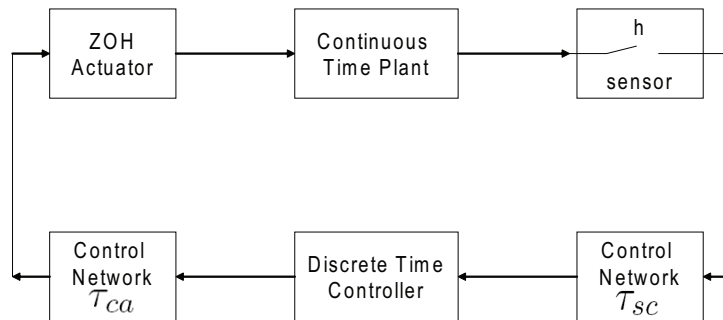 ZOH
Actuator
Continuous
Time Plant
h
sensor
Control
Network
τca
Discrete Time
Controller
Control
Network
τsc